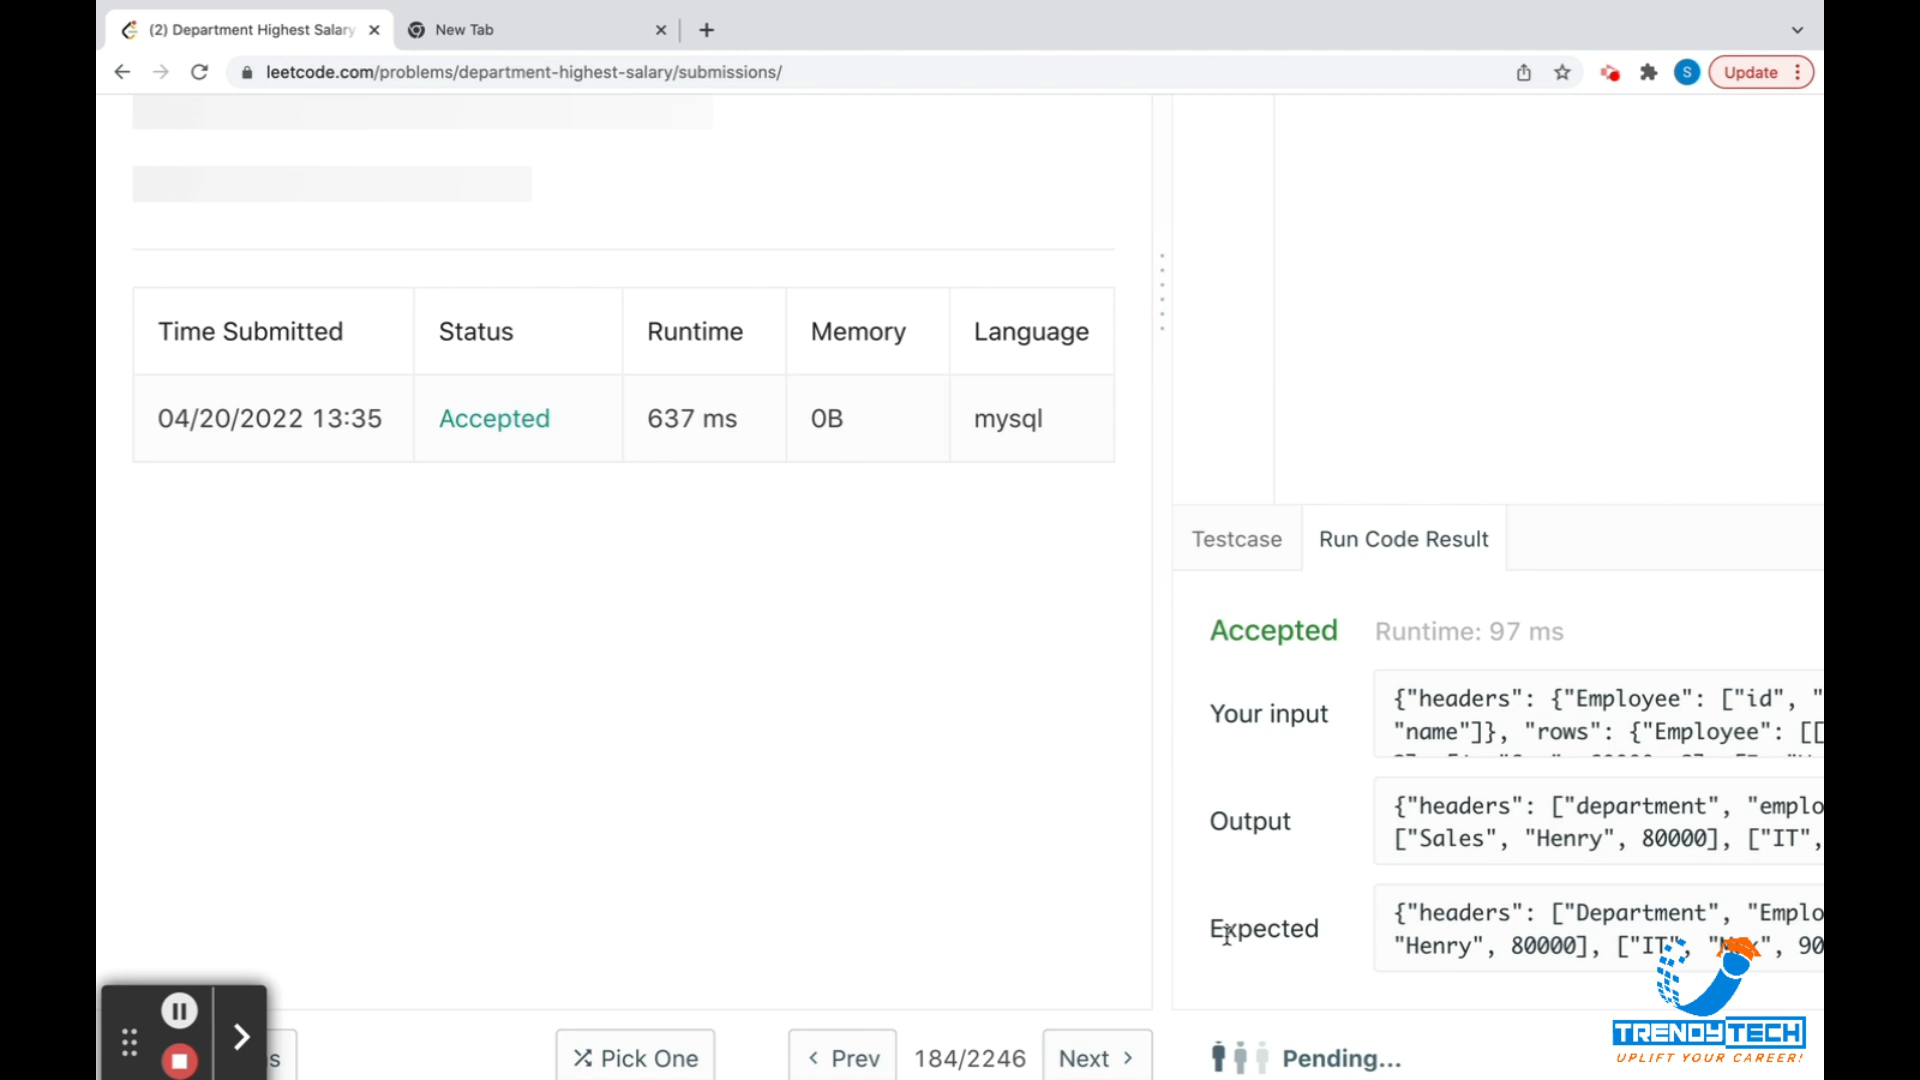 (2) Department Highest Salary
New Tab
leetcode.com/problems/department-highest-salary/submissions/
S
Update
Time Submitted Status Runtime Memory Language
04/20/2022 13:35 Accepted 637 ms 0B mysql
Testcase Run Code Result
Accepted Runtime: 97 ms
Your input
{"headers": {"Employee": ["id", "
"name"]}, "rows": {"Employee": [[
Output
{"headers": ["department", "emplo
["Sales", "Henry", 80000], ["IT",
Expected
{"headers": ["Department", "Emplo
"Henry", 80000], ["IT", "Max", 90
TRENDYTECH
UPLIFT YOUR CAREER!
s
Pick One
Prev
184/2246
Next
Pending...